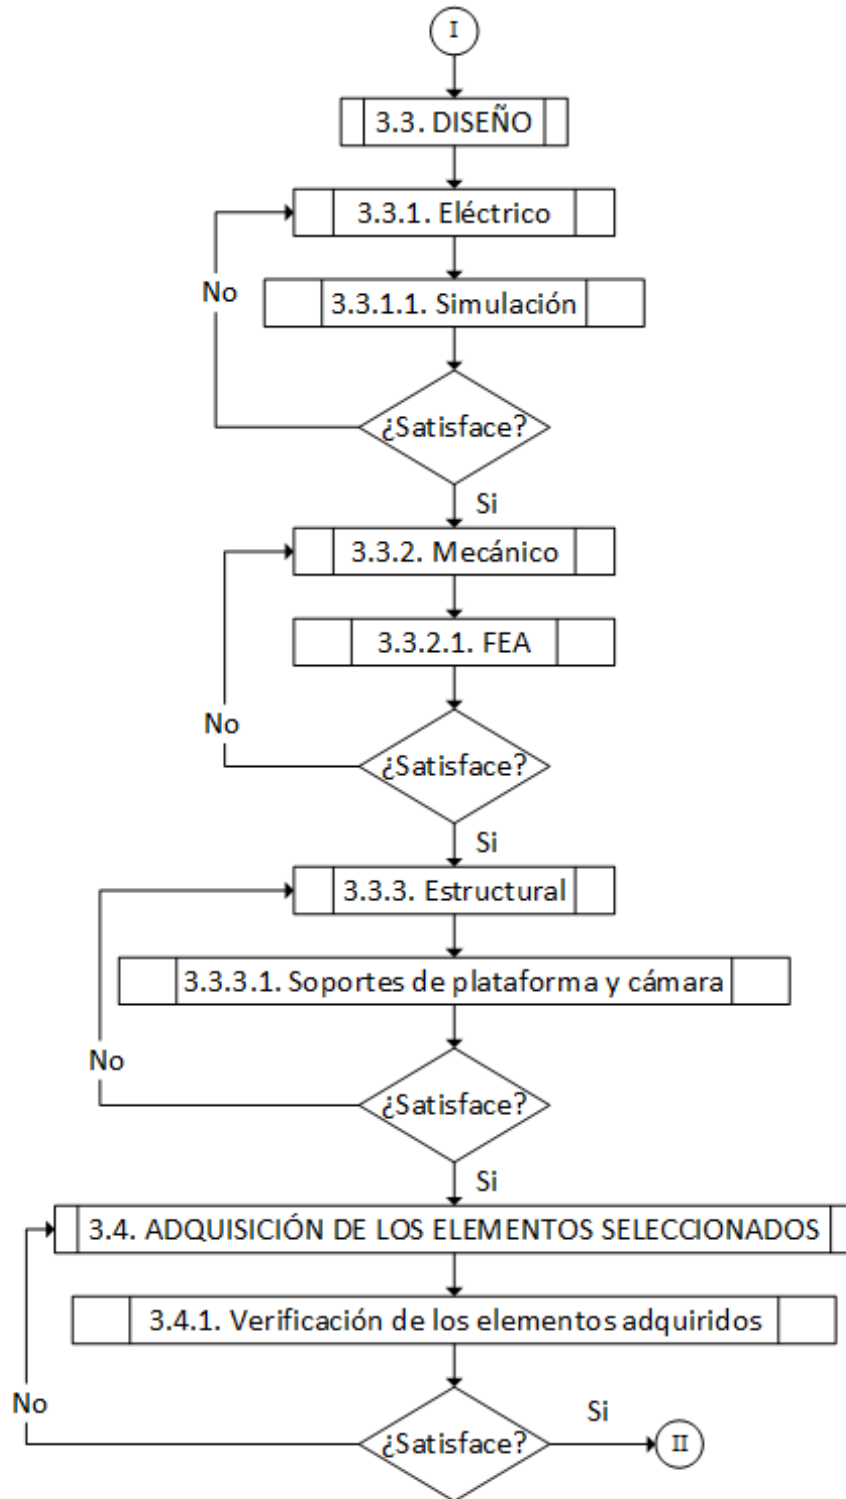 I
3.3. DISEÑO
3.3.1. Eléctrico
No
3.3.1.1. Simulación
¿Satisface?
Si
3.3.2. Mecánico
3.3.2.1. FEA
No
¿Satisface?
Si
3.3.3. Estructural
3.3.3.1. Soportes de plataforma y cámara
No
¿Satisface?
Si
3.4. ADQUISICIÓN DE LOS ELEMENTOS SELECCIONADOS
3.4.1. Verificación de los elementos adquiridos
No
Si
¿Satisface?
II